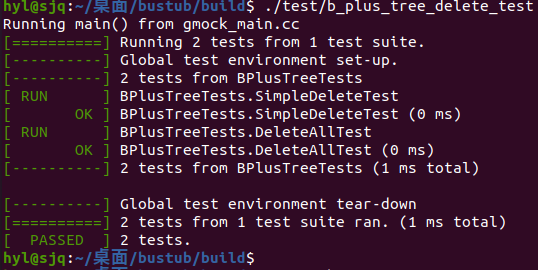 hyl@sjq:~/桌面/bustub/build$ ./test/b_plus_tree_delete_test
Running main() from gmock_main.cc
[==========] Running 2 tests from 1 test suite.
[----------] Global test environment set-up.
[----------] 2 tests from BPlusTreeTests
[ RUN      ] BPlusTreeTests.SimpleDeleteTest
[       OK ] BPlusTreeTests.SimpleDeleteTest (0 ms)
[ RUN      ] BPlusTreeTests.DeleteAllTest
[       OK ] BPlusTreeTests.DeleteAllTest (0 ms)
[----------] 2 tests from BPlusTreeTests (1 ms total)
[----------] Global test environment tear-down
[==========] 2 tests from 1 test suite ran. (1 ms total)
[  PASSED  ] 2 tests.
hyl@sjq:~/桌面/bustub/build$